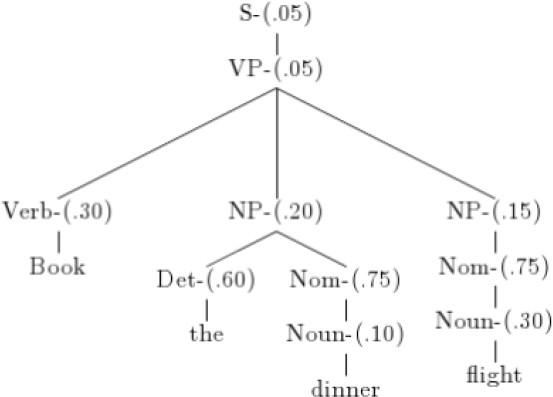 S-(.05)
VP-(.05)
Verb-(.30) NP-(.20) NP-(.15)
Book Det-(.60) Nom-(.75) Nom-(.75)
the Noun-(.10) Noun-(.30)
dinner flight